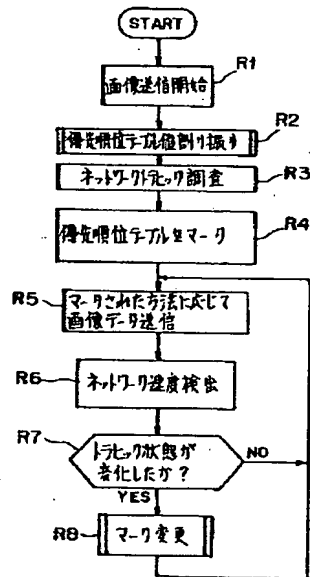 START
画像送信開始
R1
優先順位テーブル値割り振り
R2
ネットワークトラヒック調査
R3
優先順位テーブルをマーク
R4
R5
マークされた方法に応じて
画像データ送信
R6
ネットワーク速度検出
R7
トラヒック状態が
変化したか?
NO
YES
R8
マーク変更